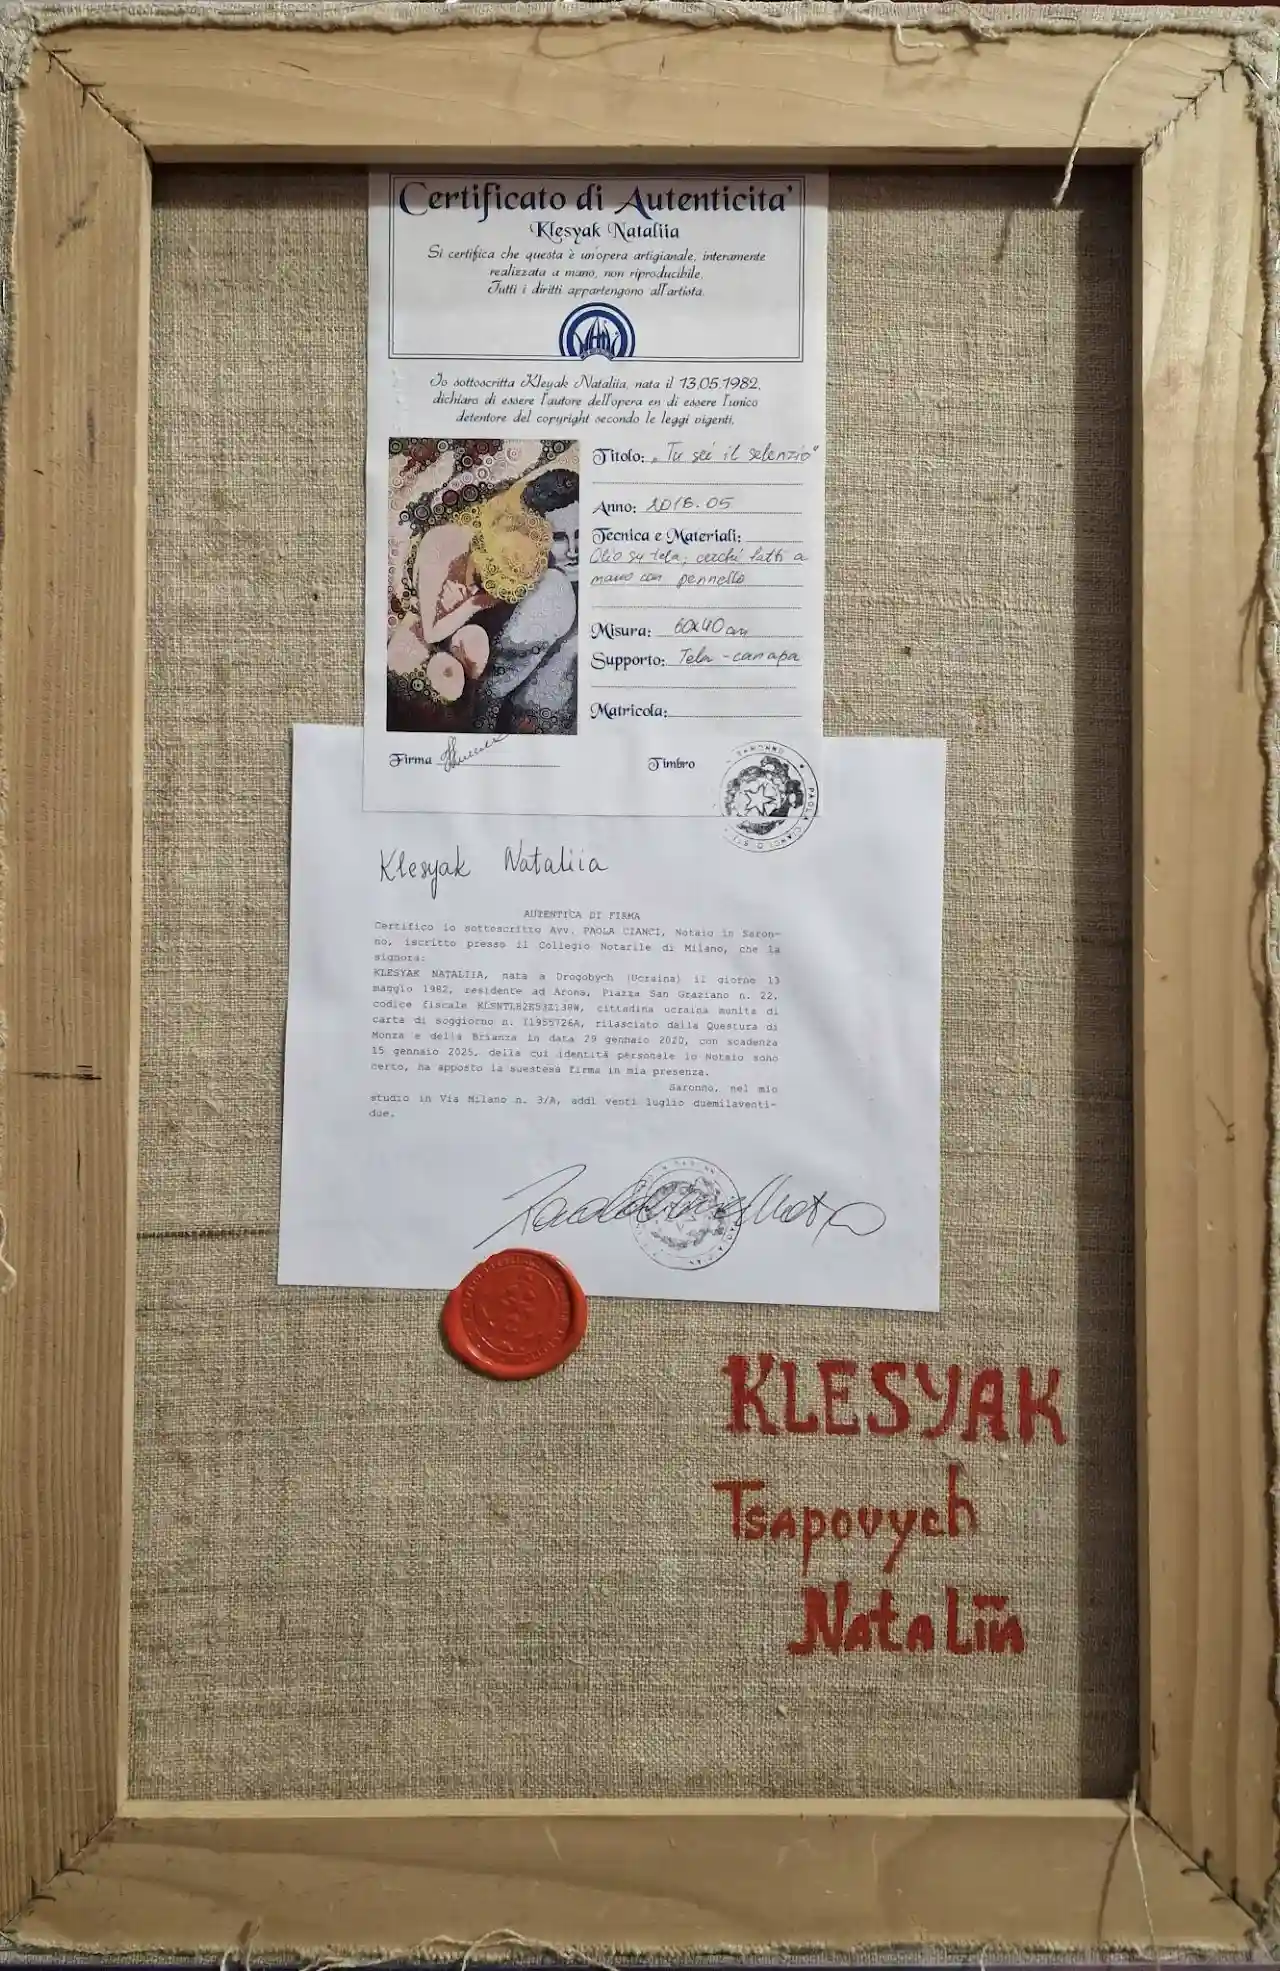 Certificato di Autenticita'
Klesyak Nataliia
Si certifica che questa è un'opera artigianale, interamente
realizzata a mano, non riproducibile.
Tutti i diritti appartengono all'artista.
Io sottoscritta Kleyak Nataliia, nata il 13.05.1982,
dichiaro di essere l'autore dell'opera en di essere l'unico
detentore del copyright secondo le leggi vigenti.
Titolo: „Tu sei il selenzio"
Anno: 2018.05
Tecnica e Materiali:
Olio su tela; cerchi fatti a
mano con pennello
Misura: 60x40 cm
Supporto: Tela - canapa
Matricola:
Firma
Timbro
SARONNO
PAOLA CIANCI
Klesyak Nataliia
AUTENTICA DI FIRMA
Certifico io sottoscritto Avv. PAOLA CIANCI, Notaio in Saron-
no, iscritto presso il Collegio Notarile di Milano, che la
signora:
KLESYAK NATALIIA, nata a Drogobych (Ucraina) il giorno 13
maggio 1982, residente ad Arona, Piazza San Graziano n. 22,
codice fiscale cittadina ucraina munita di
carta di soggiorno n. rilasciato dalla Questura di
Monza e della Brianza in data 29 gennaio 2020, con scadenza
15 gennaio 2025, della cui identità personale io Notaio sono
certo, ha apposto la suestesa firma in mia presenza.
Saronno, nel mio
studio in Via Milano n. 3/A, addì venti luglio duemilaventi-
due.
KLESYAK
Tsapovych
Nataliia